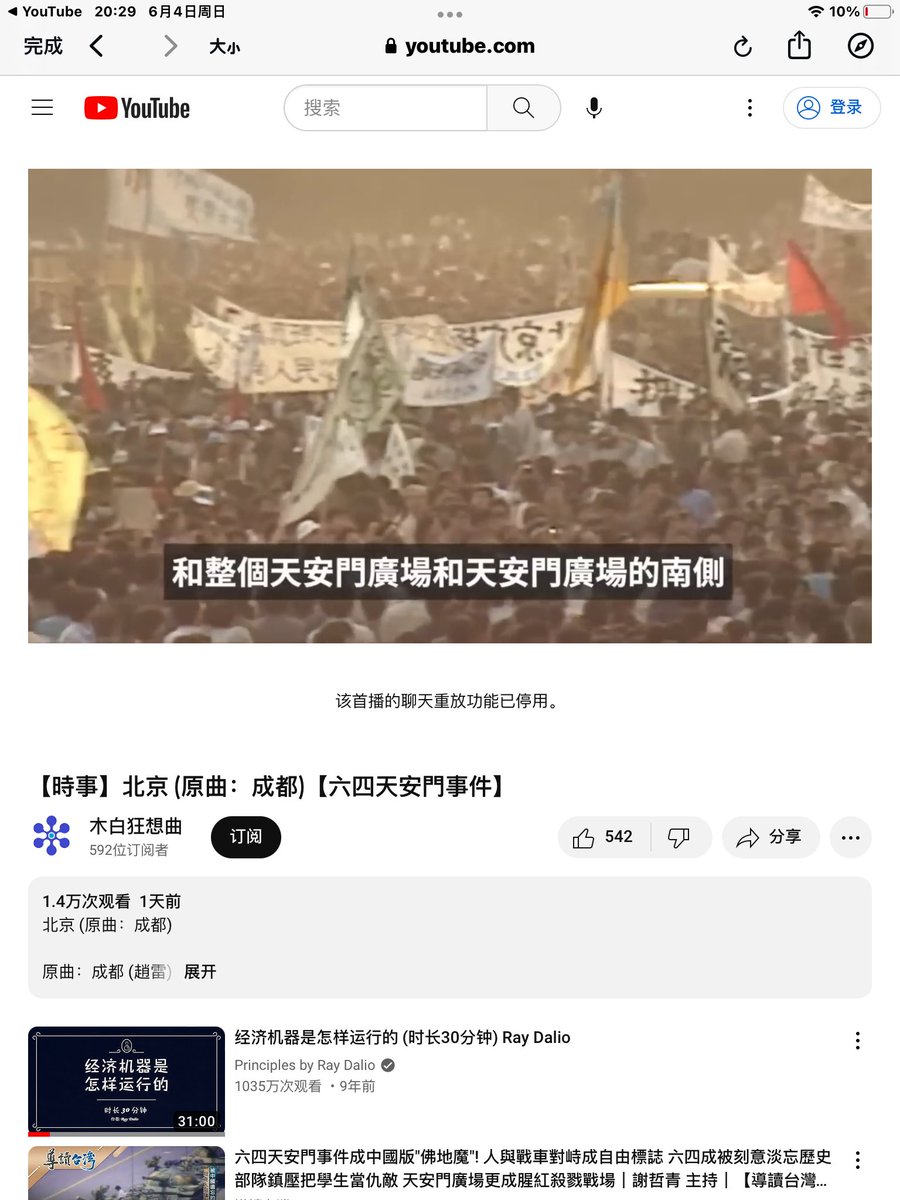 YouTube 20:29 6月4日周日
10%
完成 大小 youtube.com
YouTube 搜索 登录
和整個天安門廣場和天安門廣場的南側
该首播的聊天重放功能已停用。
【時事】北京 (原曲：成都)【六四天安門事件】
木白狂想曲
592位订阅者
订阅
542
分享
1.4万次观看 1天前
北京 (原曲：成都)
原曲：成都 (趙雷) 展开
经济机器是
怎样运行的
时长30分钟
31:00
经济机器是怎样运行的 (时长30分钟) Ray Dalio
Principles by Ray Dalio
1035万次观看 ・9年前
導讀台灣
六四天安門事件成中國版"佛地魔"! 人與戰車對峙成自由標誌 六四成被刻意淡忘歷史
部隊鎮壓把學生當仇敵 天安門廣場更成腥紅殺戮戰場｜謝哲青 主持｜【導讀台灣...